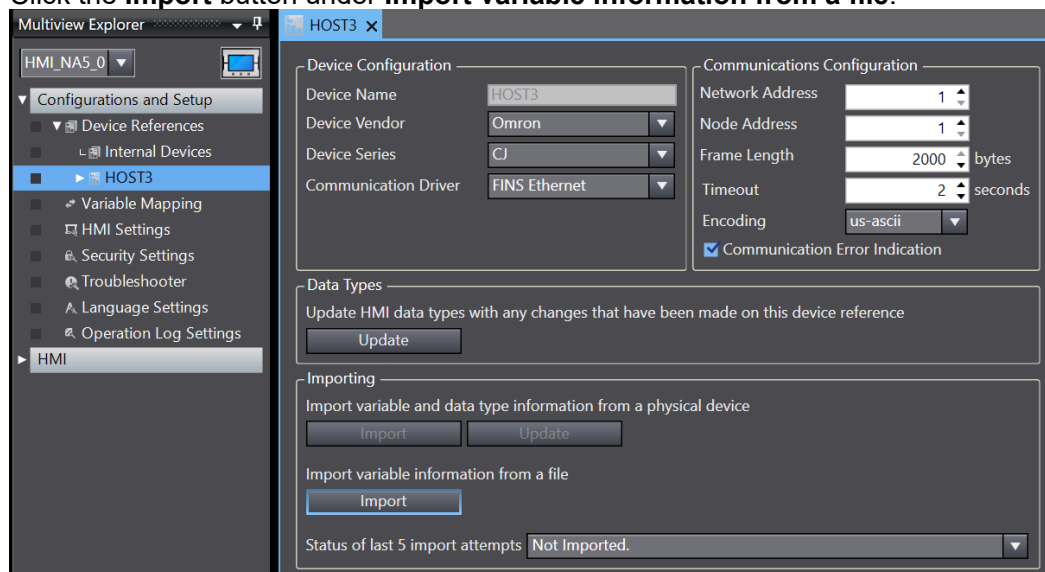 Click the Import button under Import variable information from a file.
Multiview Explorer
HMI_NA5_0
Configurations and Setup
Device References
Internal Devices
HOST3
Variable Mapping
HMI Settings
Security Settings
Troubleshooter
Language Settings
Operation Log Settings
HMI
HOST3
Device Configuration
Device Name HOST3
Device Vendor Omron
Device Series CJ
Communication Driver FINS Ethernet
Communications Configuration
Network Address 1
Node Address 1
Frame Length 2000 bytes
Timeout 2 seconds
Encoding us-ascii
Communication Error Indication
Data Types
Update HMI data types with any changes that have been made on this device reference
Update
Importing
Import variable and data type information from a physical device
Import Update
Import variable information from a file
Import
Status of last 5 import attempts Not Imported.